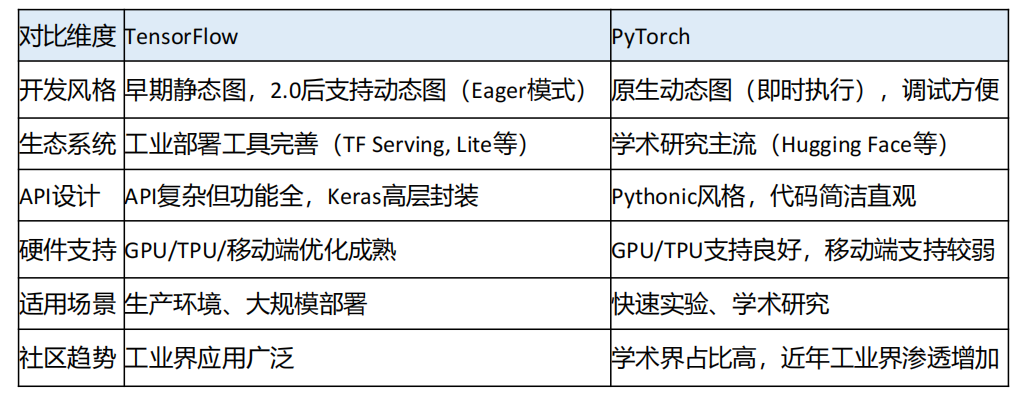 对比维度 TensorFlow PyTorch
开发风格 早期静态图，2.0后支持动态图（Eager模式） 原生动态图（即时执行），调试方便
生态系统 工业部署工具完善（TF Serving, Lite等） 学术研究主流（Hugging Face等）
API设计 API复杂但功能全，Keras高层封装 Pythonic风格，代码简洁直观
硬件支持 GPU/TPU/移动端优化成熟 GPU/TPU支持良好，移动端支持较弱
适用场景 生产环境、大规模部署 快速实验、学术研究
社区趋势 工业界应用广泛 学术界占比高，近年工业界渗透增加